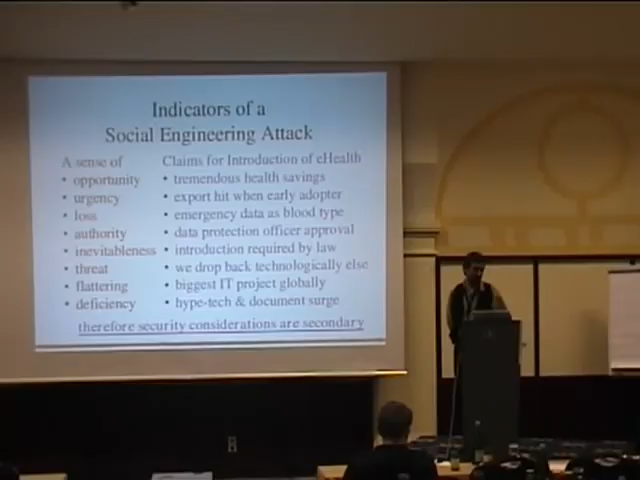 Indicators of a
Social Engineering Attack
A sense of Claims for Introduction of eHealth
• opportunity • tremendous health savings
• urgency • export hit when early adopter
• loss • emergency data as blood type
• authority • data protection officer approval
• inevitableness • introduction required by law
• threat • we drop back technologically else
• flattering • biggest IT project globally
• deficiency • hype-tech & document surge
therefore security considerations are secondary